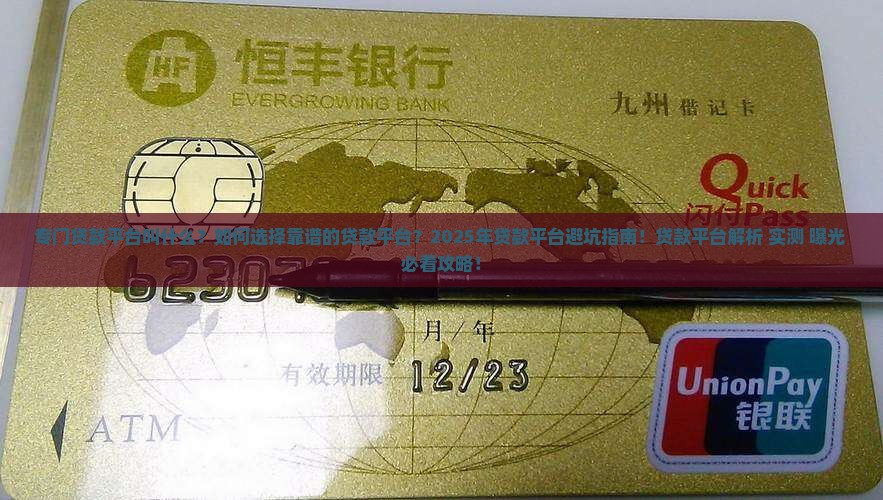 HF 恒丰银行
EVERGROWING BANK
九州 借记卡
Quick
闪付Pass
专门贷款平台叫什么？如何选择靠谱的贷款平台？2025年贷款平台避坑指南！贷款平台解析 实测 曝光
必看攻略！
62307
月/年
有效期限 12/23
ATM
UnionPay
银联